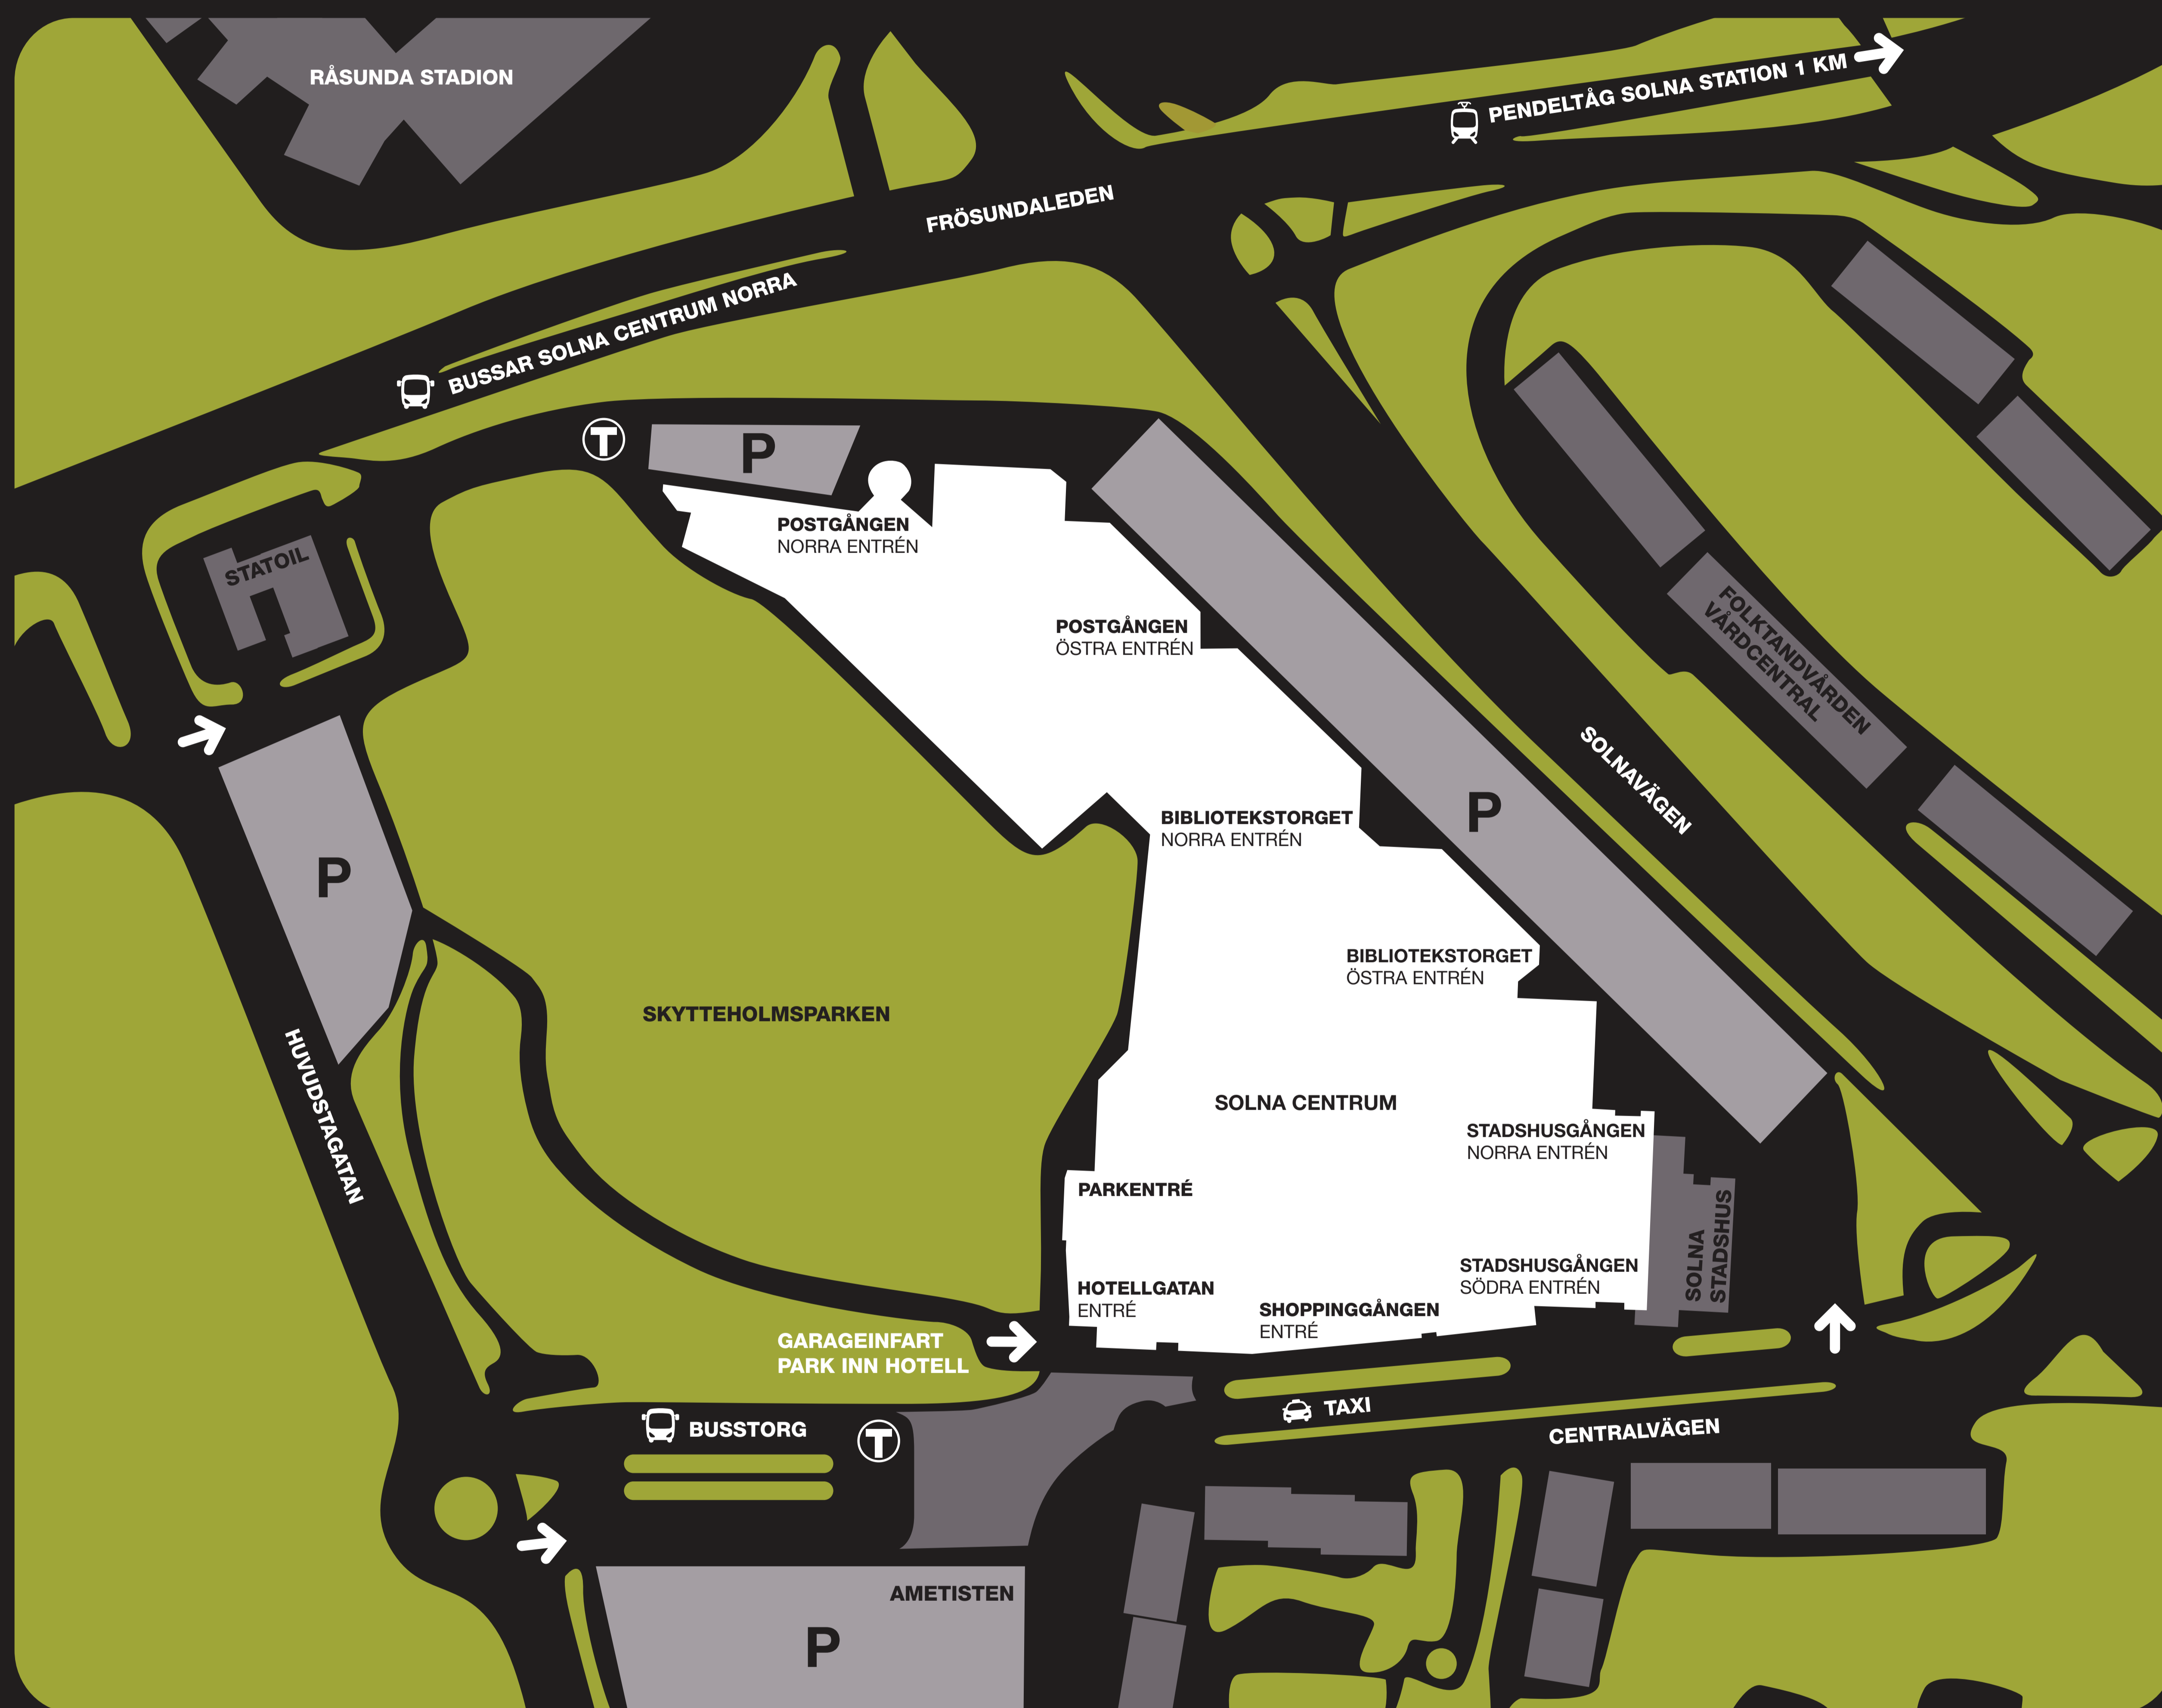 RÅSUNDA STADION
PENDELTÅG SOLNA STATION 1 KM
FRÖSUNDALEDEN
BUSSAR SOLNA CENTRUM NORRA
T
P
POSTGÅNGEN
NORRA ENTRÉN
STATOIL
POSTGÅNGEN
ÖSTRA ENTRÉN
FOLKTANDVÅRDEN
VÅRDCENTRAL
SOLNAVÄGEN
P
BIBLIOTEKSTORGET
NORRA ENTRÉN
P
BIBLIOTEKSTORGET
ÖSTRA ENTRÉN
SKYTTEHOLMSPARKEN
HUVUDSTAGATAN
SOLNA CENTRUM
STADSHUSGÅNGEN
NORRA ENTRÉN
PARKENTRÉ
SOLNA
STADSHUS
STADSHUSGÅNGEN
SÖDRA ENTRÉN
HOTELLGATAN
ENTRÉ
SHOPPINGGÅNGEN
ENTRÉ
GARAGEINFART
PARK INN HOTELL
TAXI
BUSSTORG
T
CENTRALVÄGEN
AMETISTEN
P